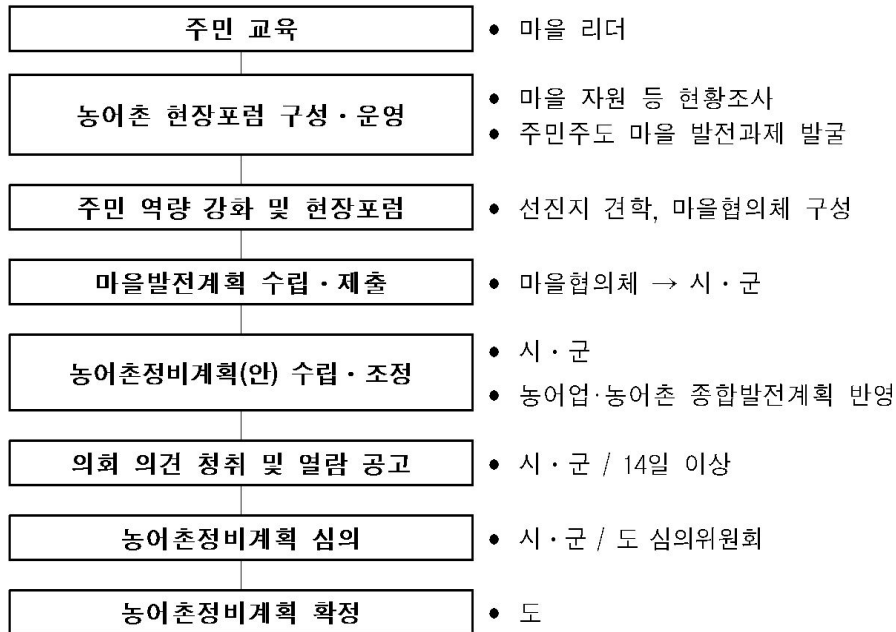 주민 교육
• 마을 리더
농어촌 현장포럼 구성・운영
• 마을 자원 등 현황조사
• 주민주도 마을 발전과제 발굴
주민 역량 강화 및 현장포럼
• 선진지 견학, 마을협의체 구성
마을발전계획 수립・제출
• 마을협의체 → 시・군
농어촌정비계획(안) 수립・조정
• 시・군
• 농어업·농어촌 종합발전계획 반영
의회 의견 청취 및 열람 공고
• 시・군 / 14일 이상
농어촌정비계획 심의
• 시・군 / 도 심의위원회
농어촌정비계획 확정
• 도